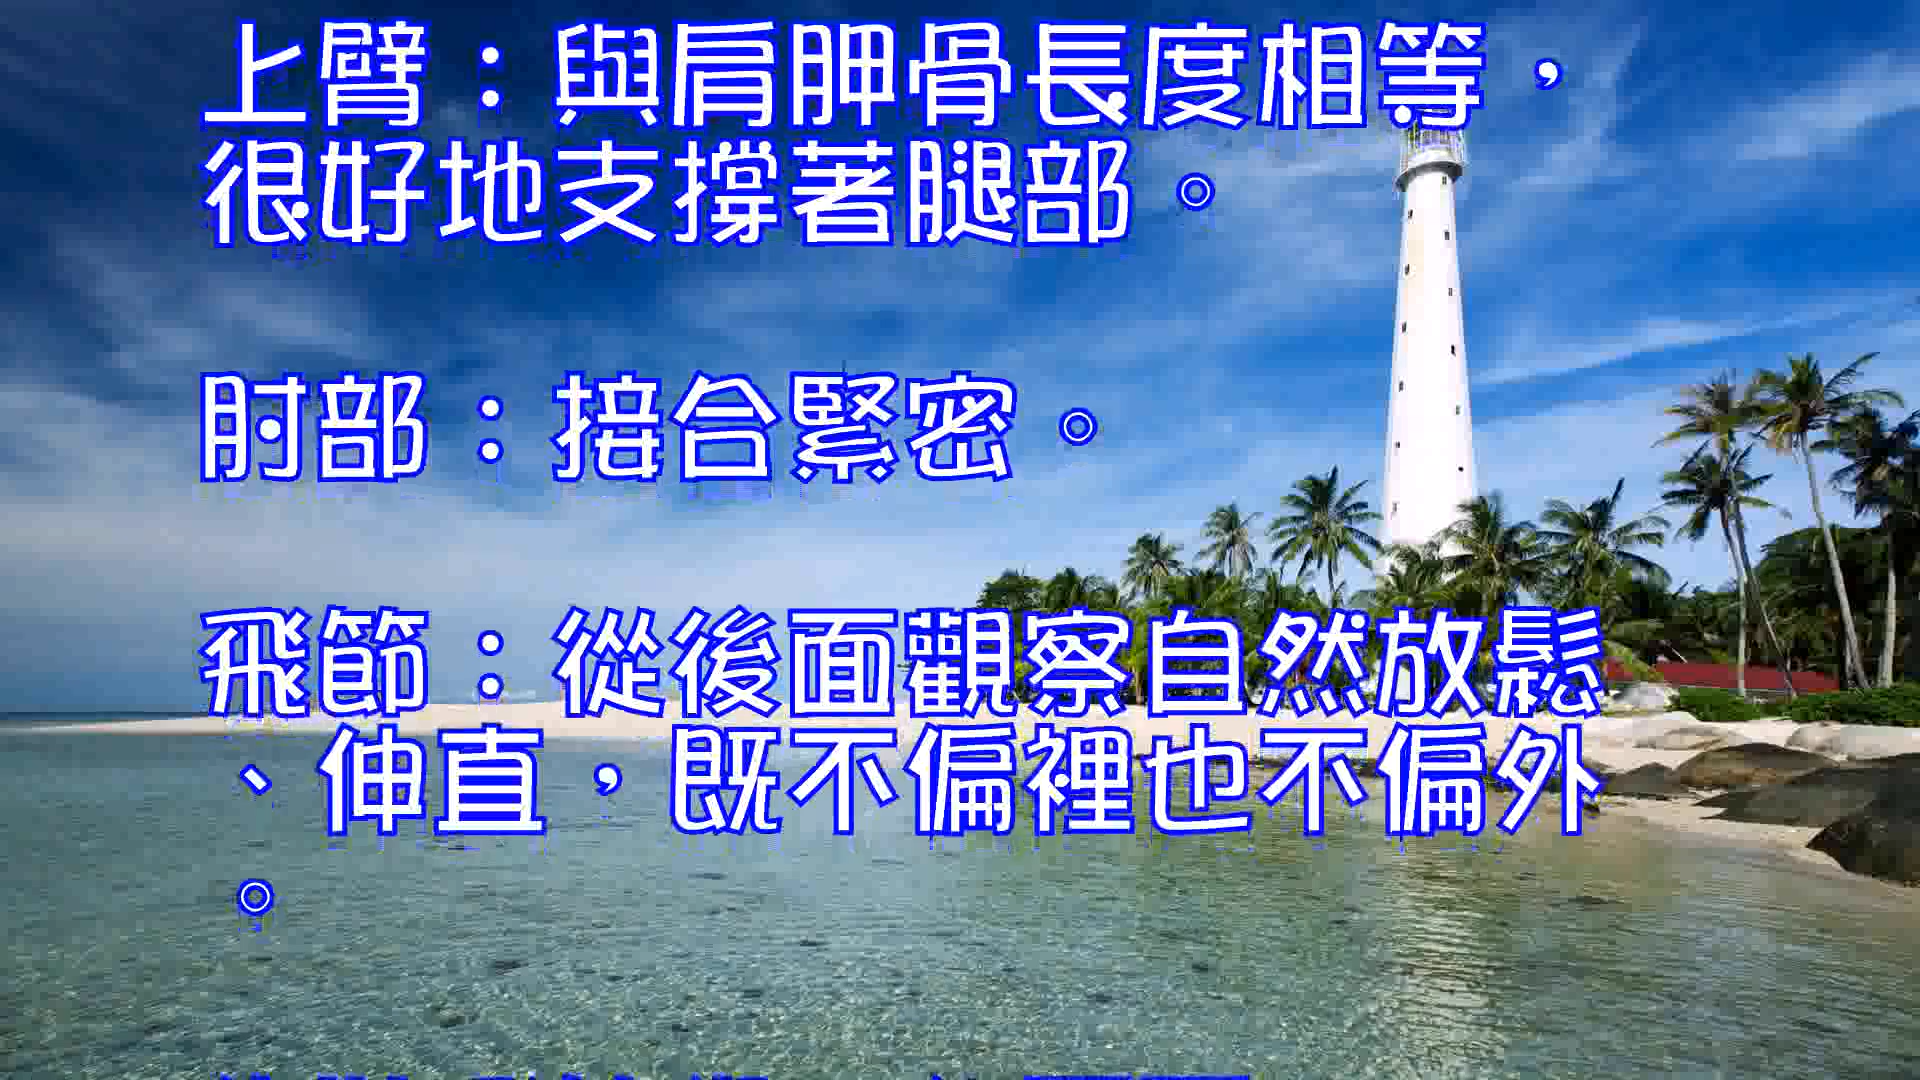 上臂：與肩胛骨長度相等，
很好地支撐著腿部。
肘部：接合緊密。
飛節：從後面觀察自然放鬆
、伸直，既不偏裡也不偏外
。